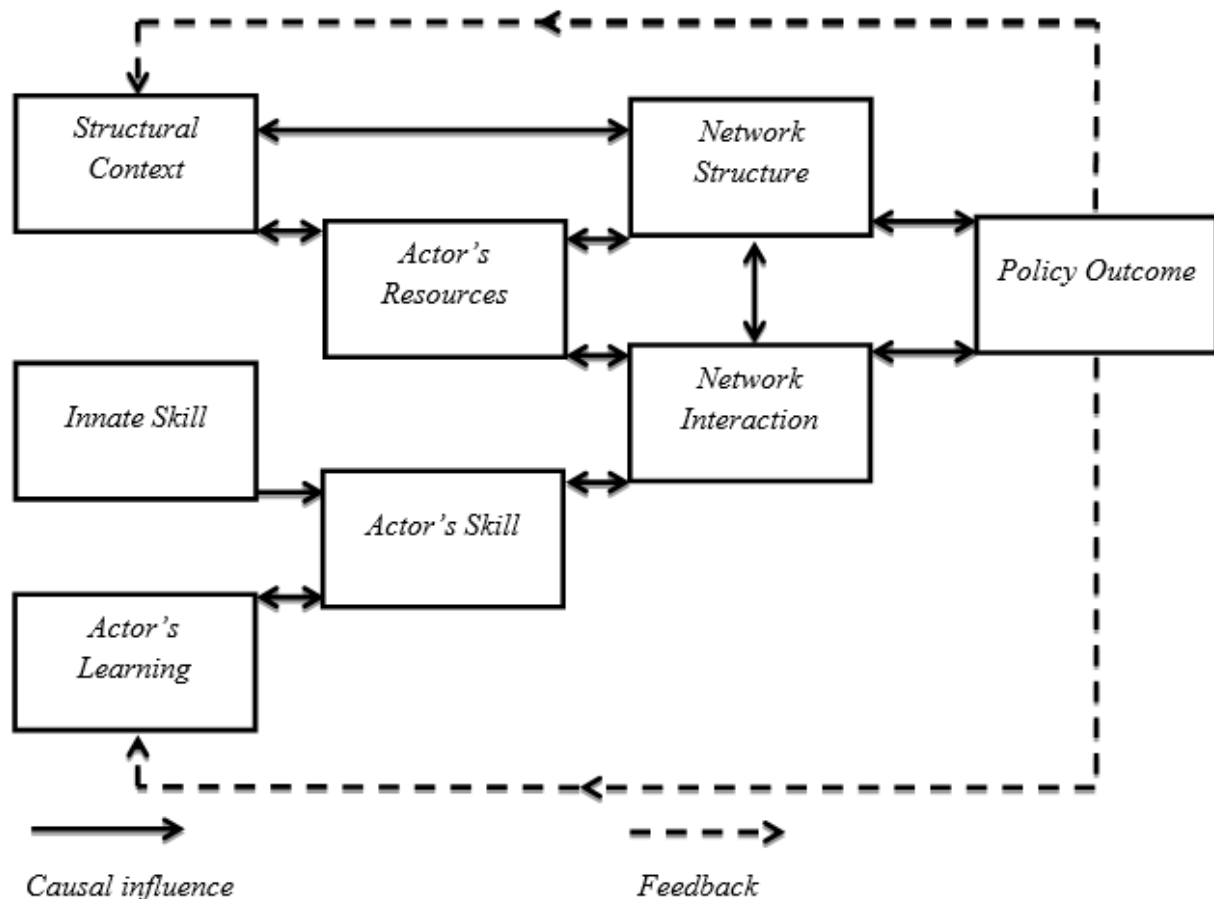 Structural
Context
Network
Structure
Actor’s
Resources
Policy Outcome
Innate Skill
Network
Interaction
Actor’s Skill
Actor’s
Learning
Causal influence
Feedback